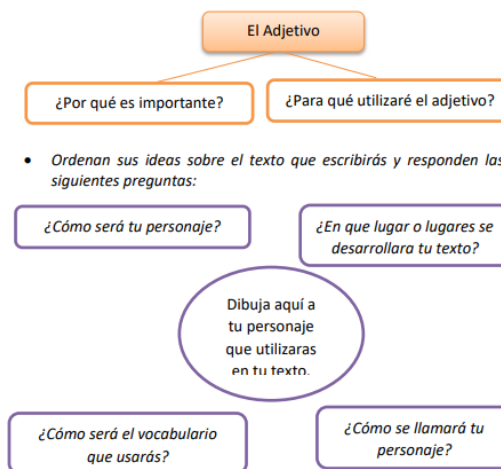 El Adjetivo
¿Por qué es importante?
¿Para qué utilizaré el adjetivo?
• Ordenan sus ideas sobre el texto que escribirás y responden las
siguientes preguntas:
¿Cómo será tu personaje?
¿En que lugar o lugares se
desarrollara tu texto?
Dibuja aquí a
tu personaje
que utilizaras
en tu texto.
¿Cómo será el vocabulario
que usarás?
¿Cómo se llamará tu
personaje?